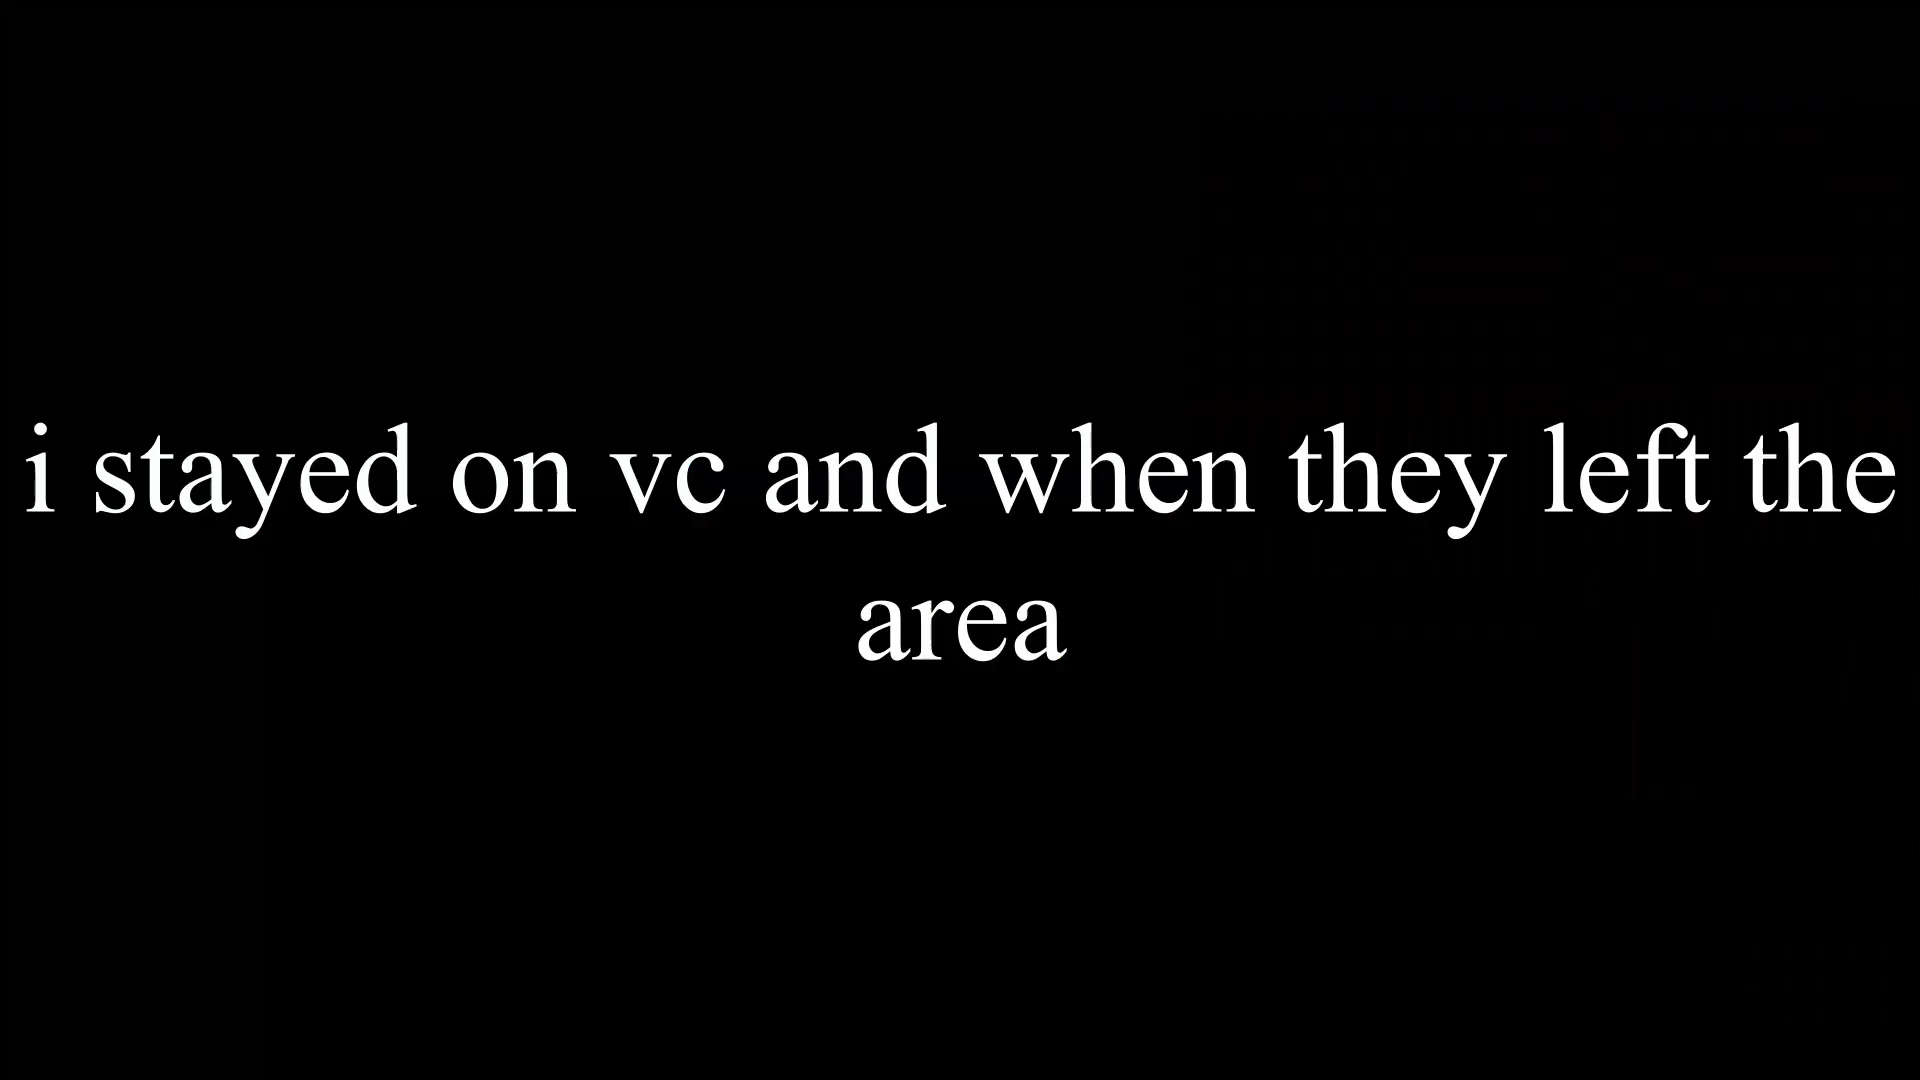 i stayed on vc and when they left the
area